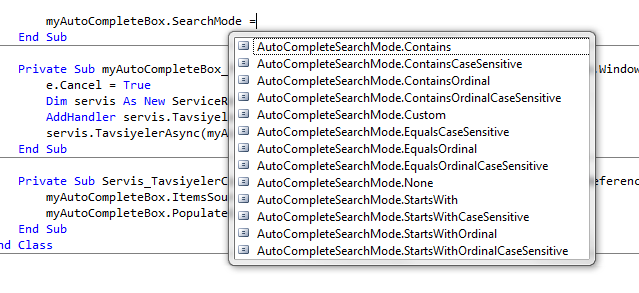 myAutoCompleteBox.SearchMode =
End Sub
AutoCompleteSearchMode.Contains
AutoCompleteSearchMode.ContainsCaseSensitive
AutoCompleteSearchMode.ContainsOrdinal
AutoCompleteSearchMode.ContainsOrdinalCaseSensitive
AutoCompleteSearchMode.Custom
AutoCompleteSearchMode.EqualsCaseSensitive
AutoCompleteSearchMode.EqualsOrdinal
AutoCompleteSearchMode.EqualsOrdinalCaseSensitive
AutoCompleteSearchMode.None
AutoCompleteSearchMode.StartsWith
AutoCompleteSearchMode.StartsWithCaseSensitive
AutoCompleteSearchMode.StartsWithOrdinal
AutoCompleteSearchMode.StartsWithOrdinalCaseSensitive
Private Sub myAutoCompleteBox_ .Window
e.Cancel = True
Dim servis As New ServiceR
AddHandler servis.Tavsiyel
servis.TavsiyelerAsync(myA
End Sub
Private Sub Servis_TavsiyelerC eferenc
myAutoCompleteBox.ItemsSou
myAutoCompleteBox.Populate
End Sub
nd Class